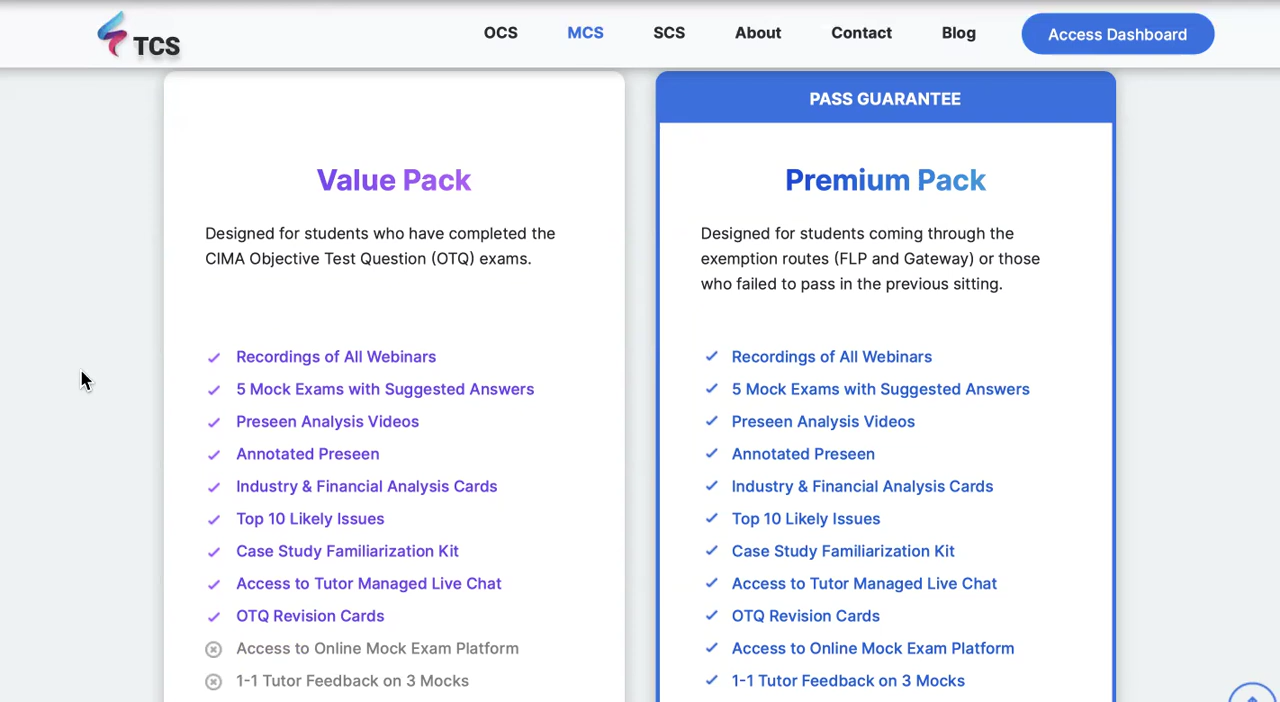 TCS
OCS
MCS
SCS
About
Contact
Blog
Access Dashboard
Value Pack
Designed for students who have completed the
CIMA Objective Test Question (OTQ) exams.
Recordings of All Webinars
5 Mock Exams with Suggested Answers
Preseen Analysis Videos
Annotated Preseen
Industry & Financial Analysis Cards
Top 10 Likely Issues
Case Study Familiarization Kit
Access to Tutor Managed Live Chat
OTQ Revision Cards
Access to Online Mock Exam Platform
1-1 Tutor Feedback on 3 Mocks
PASS GUARANTEE
Premium Pack
Designed for students coming through the
exemption routes (FLP and Gateway) or those
who failed to pass in the previous sitting.
Recordings of All Webinars
5 Mock Exams with Suggested Answers
Preseen Analysis Videos
Annotated Preseen
Industry & Financial Analysis Cards
Top 10 Likely Issues
Case Study Familiarization Kit
Access to Tutor Managed Live Chat
OTQ Revision Cards
Access to Online Mock Exam Platform
1-1 Tutor Feedback on 3 Mocks